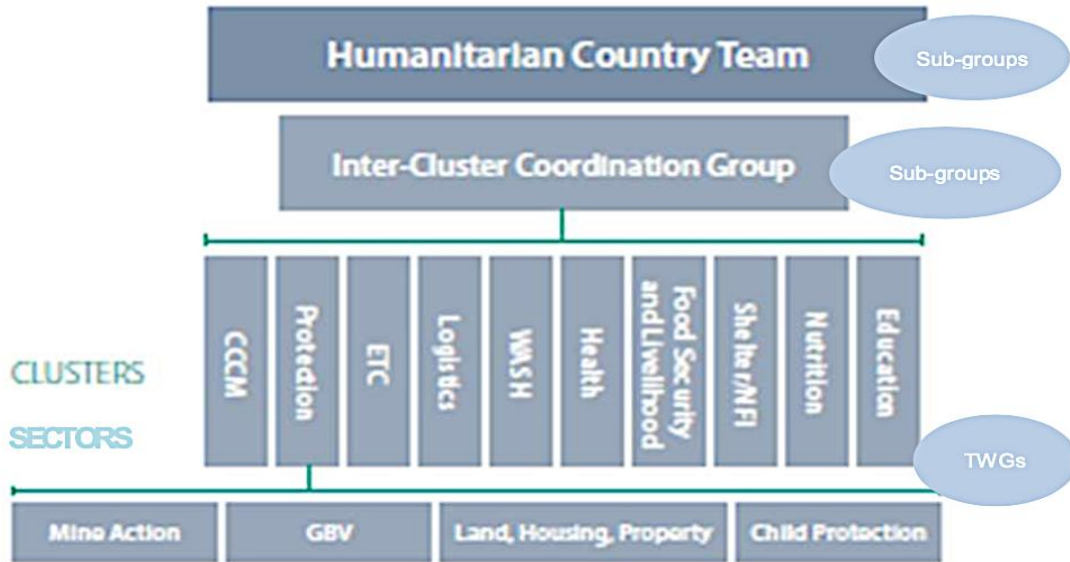 Humanitarian Country Team
Sub-groups
Inter-Cluster Coordination Group
Sub-groups
CLUSTERS
SECTORS
CCCM
Protection
ETC
Logistics
WASH
Health
Food Security
and Livelihood
Shelter/NFI
Nutrition
Education
TWGs
Mine Action
GBV
Land, Housing, Property
Child Protection